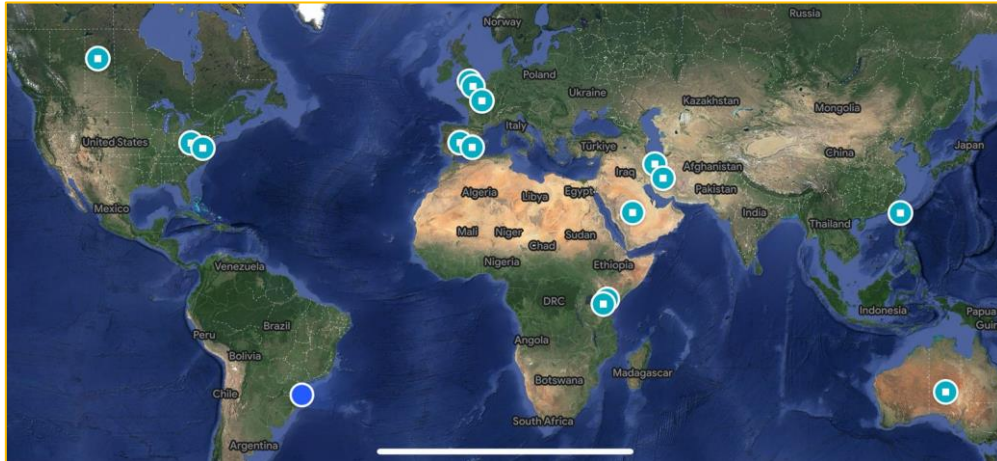 Russia
Norway
Poland
Ukraine
Kazakhstan
Mongolia
Italy
United States
Türkiye
Japan
China
Iraq
Afghanistan
Algeria
Libya
Egypt
Pakistan
Mexico
India
Mali
Niger
Chad
Sudan
Thailand
Nigeria
Ethiopia
Venezuela
DRC
Indonesia
Papua
Brazil
Peru
Angola
Bolivia
Madagascar
Botswana
Chile
South Africa
Argentina